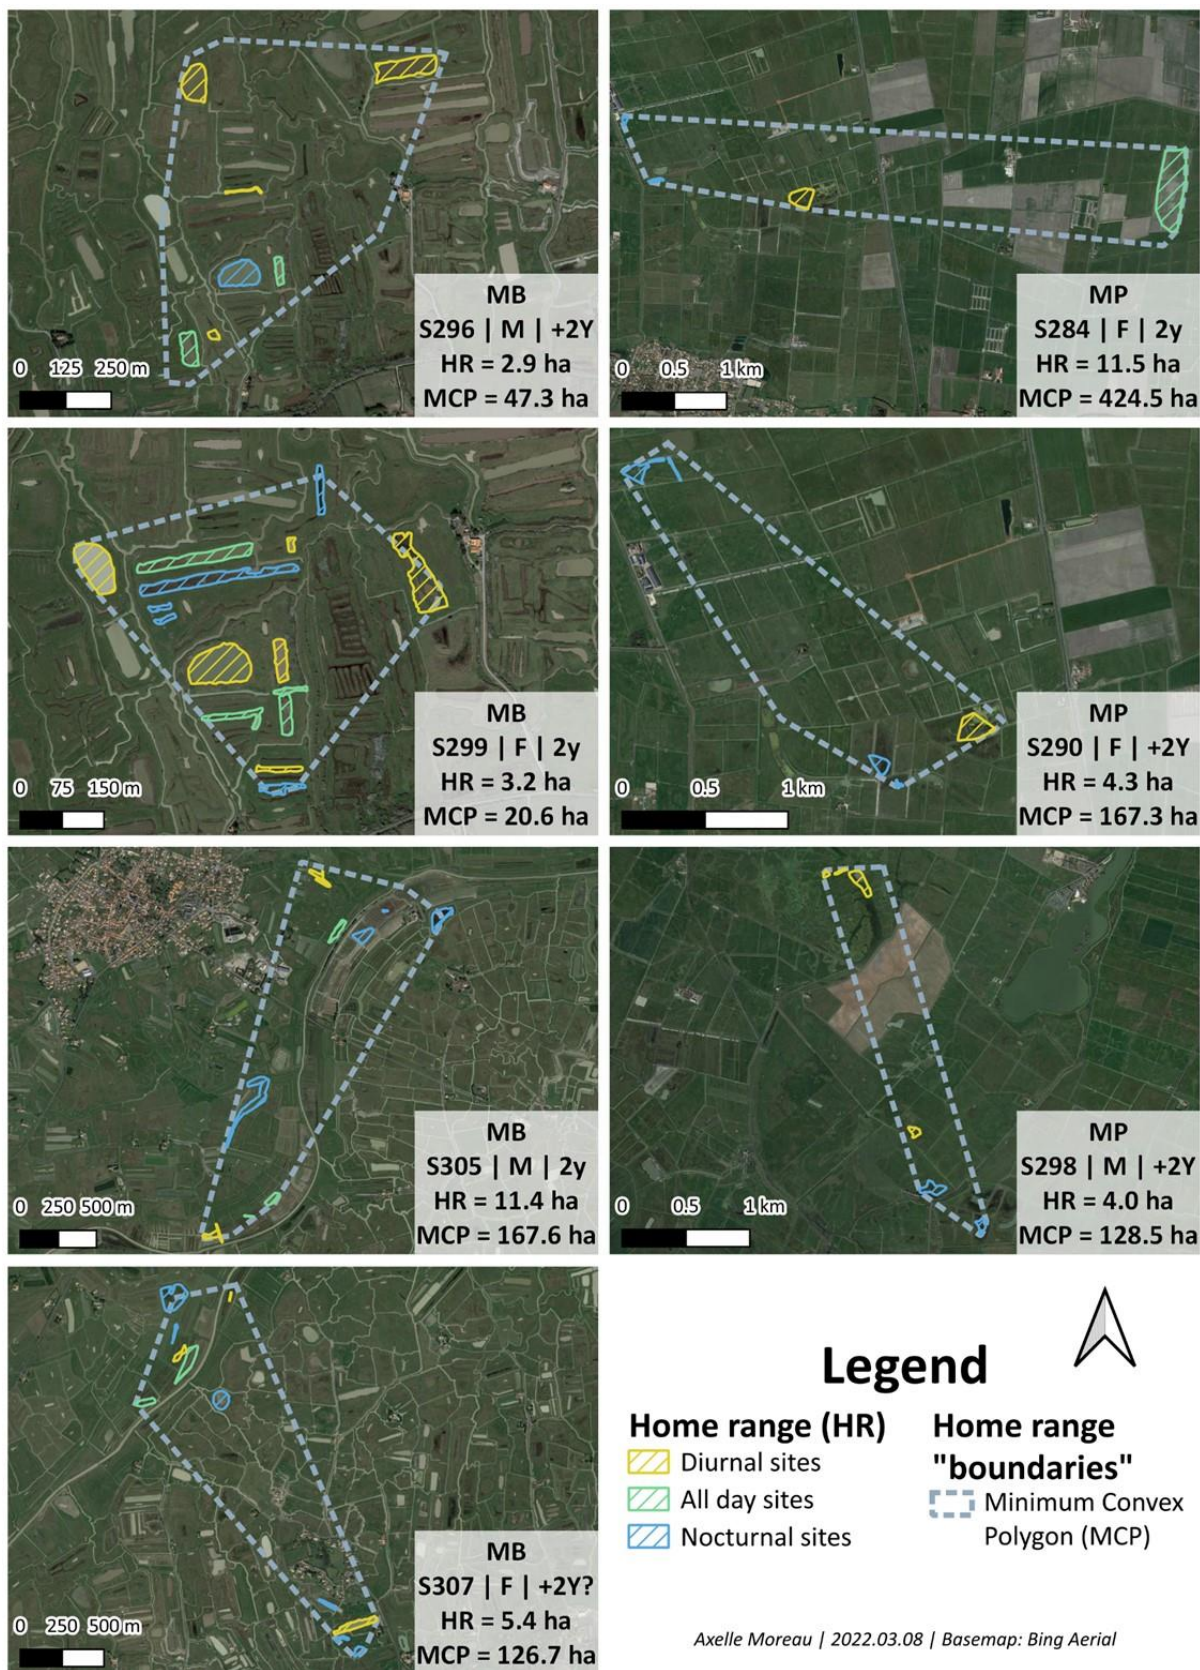 0 125 250 m
MB
S296 | M | +2Y
HR = 2.9 ha
MCP = 47.3 ha
0 0.5 1 km
MP
S284 | F | 2y
HR = 11.5 ha
MCP = 424.5 ha
0 75 150 m
MB
S299 | F | 2y
HR = 3.2 ha
MCP = 20.6 ha
0 0.5 1 km
MP
S290 | F | +2Y
HR = 4.3 ha
MCP = 167.3 ha
0 250 500 m
MB
S305 | M | 2y
HR = 11.4 ha
MCP = 167.6 ha
0 0.5 1 km
MP
S298 | M | +2Y
HR = 4.0 ha
MCP = 128.5 ha
0 250 500 m
MB
S307 | F | +2Y?
HR = 5.4 ha
MCP = 126.7 ha
Legend
Home range (HR)
Diurnal sites
All day sites
Nocturnal sites
Home range
"boundaries"
Minimum Convex
Polygon (MCP)
Axelle Moreau | 2022.03.08 | Basemap: Bing Aerial